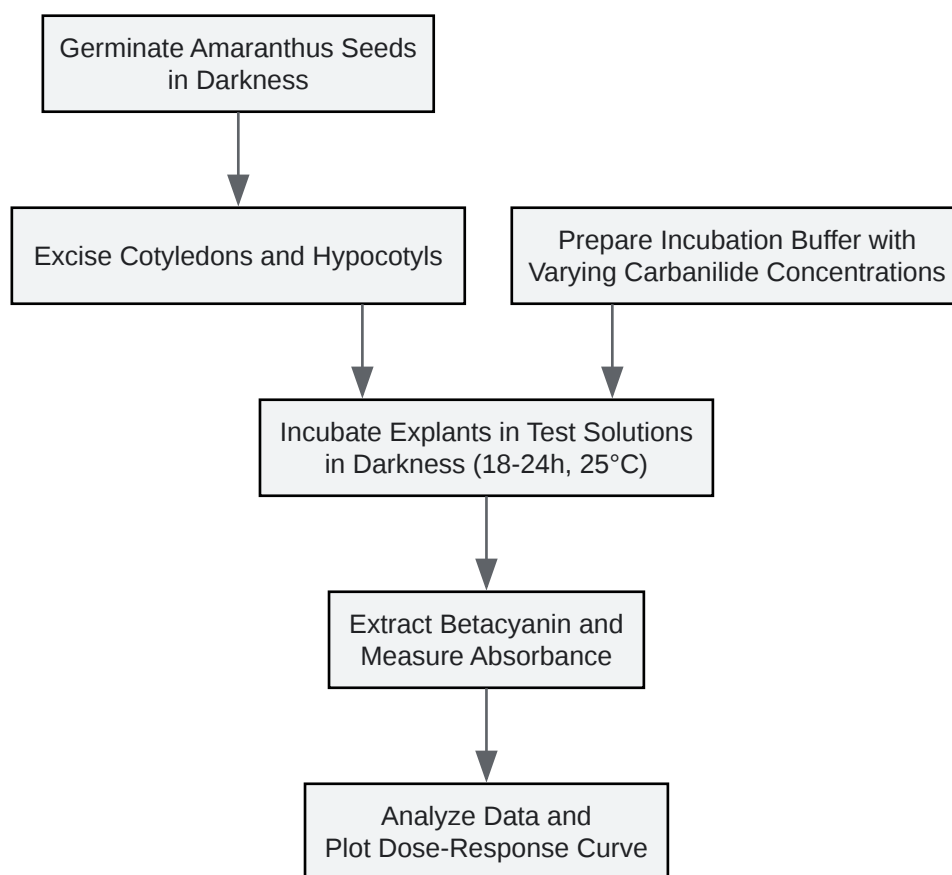 Germinate Amaranthus Seeds
in Darkness
Excise Cotyledons and Hypocotyls
Prepare Incubation Buffer with
Varying Carbanilide Concentrations
Incubate Explants in Test Solutions
in Darkness (18-24h, 25°C)
Extract Betacyanin and
Measure Absorbance
Analyze Data and
Plot Dose-Response Curve